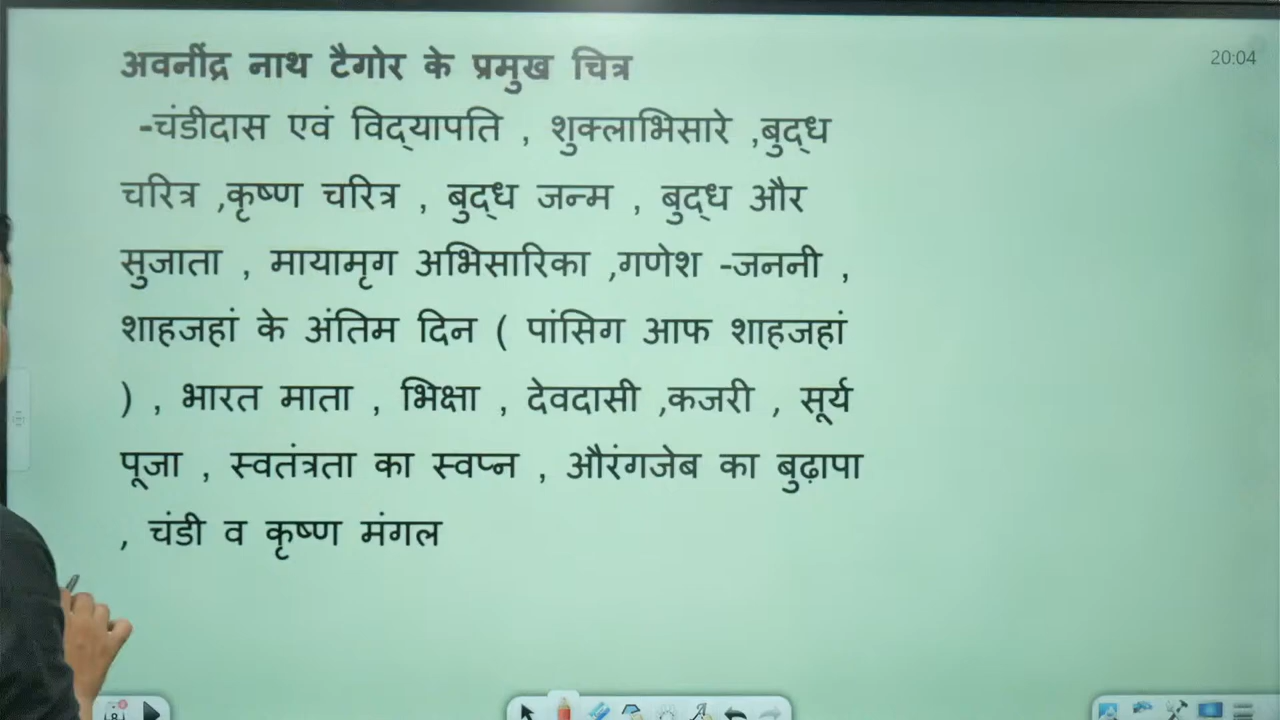 अवनींद्र नाथ टैगोर के प्रमुख चित्र
20:04
-चंडीदास एवं विद्यापति , शुक्लाभिसारे ,बुद्ध
चरित्र ,कृष्ण चरित्र , बुद्ध जन्म , बुद्ध और
सुजाता , मायामृग अभिसारिका ,गणेश -जननी ,
शाहजहां के अंतिम दिन ( पांसिग आफ शाहजहां
) , भारत माता , भिक्षा , देवदासी ,कजरी , सूर्य
पूजा , स्वतंत्रता का स्वप्न , औरंगजेब का बुढ़ापा
, चंडी व कृष्ण मंगल